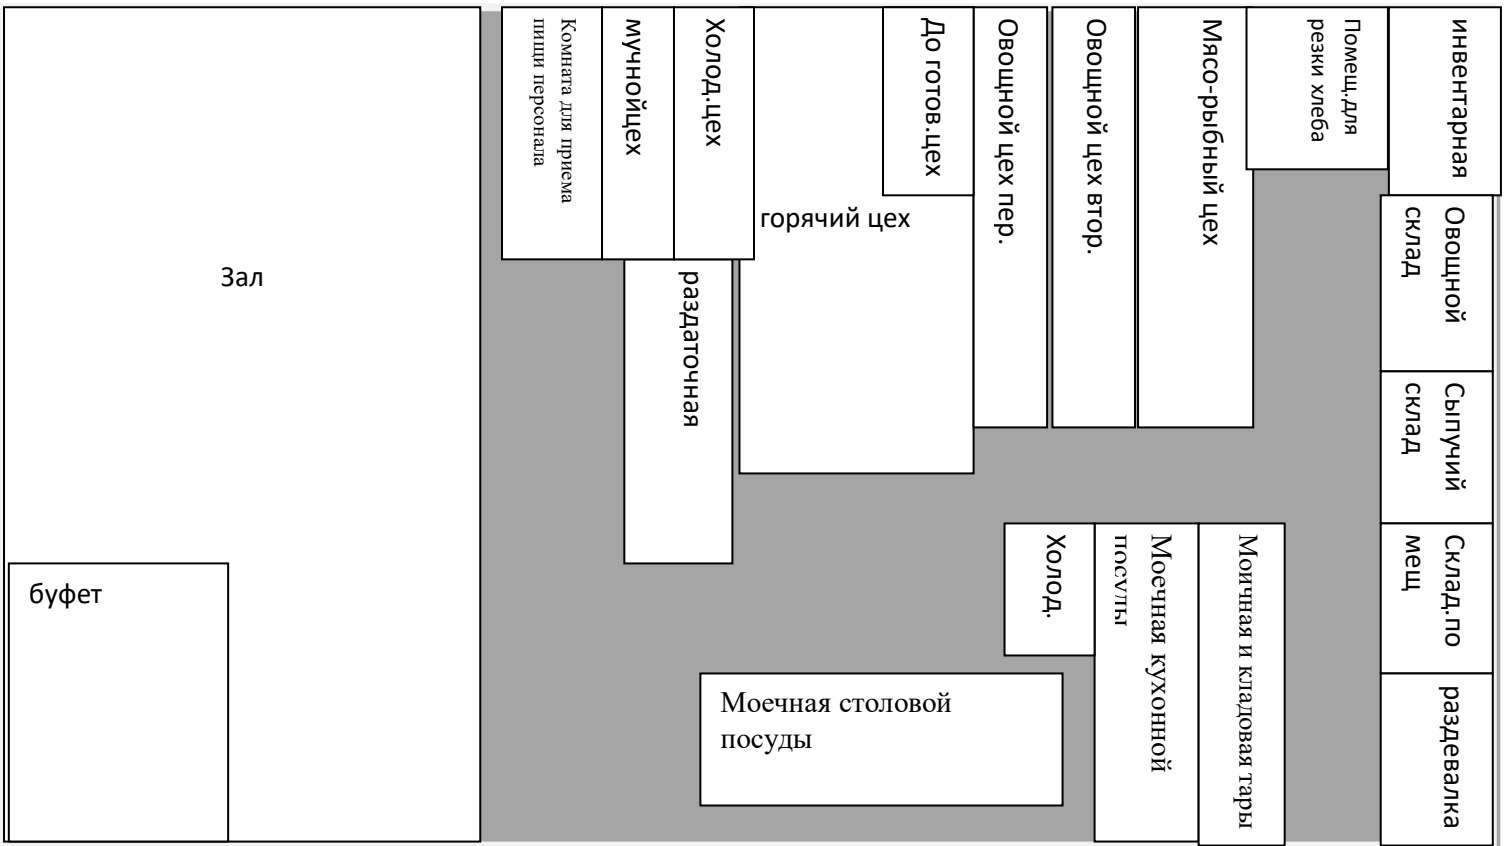 Зал
буфет
Комната для приема
пищи персонала
мучнойцех
Холод.цех
раздаточная
горячий цех
До готов.цех
Овощной цех пер.
Овощной цех втор.
Мясо-рыбный цех
Помещ.для
резки хлеба
инвентарная
Овощной
склад
Сыпучий
склад
Склад.по
мещ
раздевалка
Холод.
Моечная кухонной
посуды
Моичная и кладовая тары
Моечная столовой
посуды